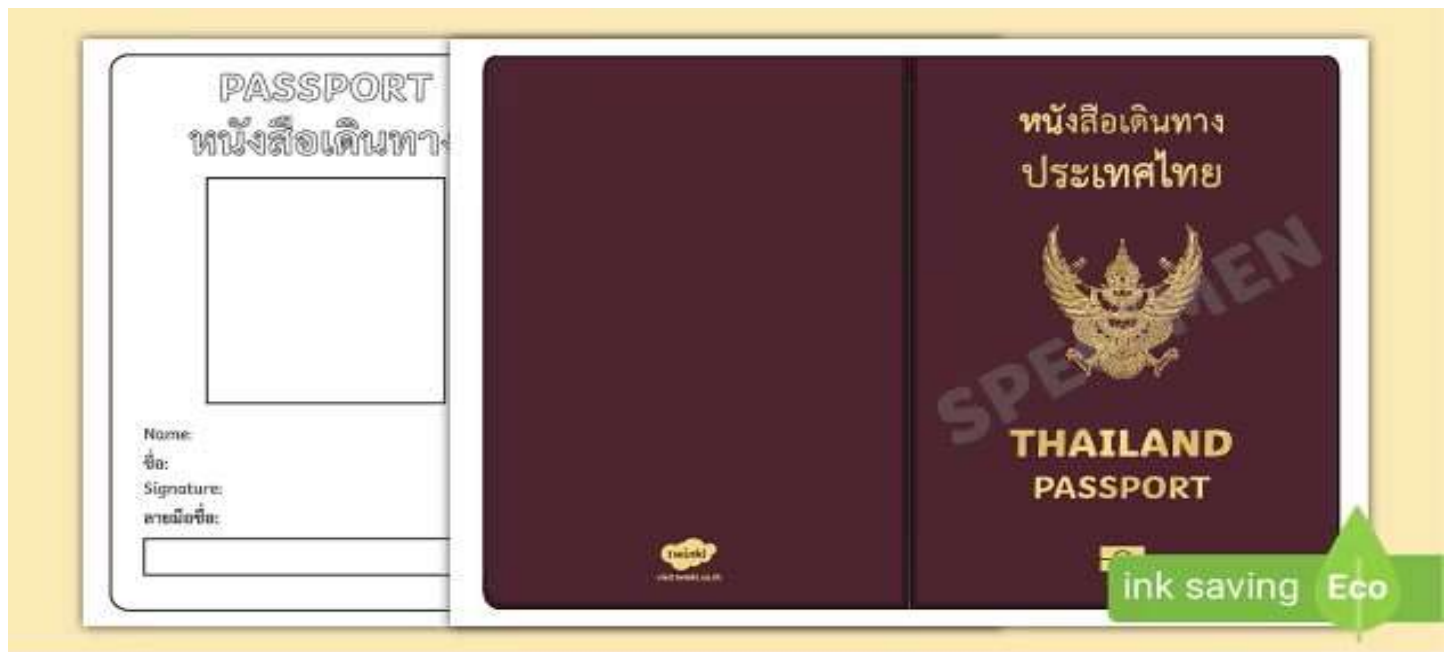 PASSPORT
หนังสือเดินทาง
Name:
ชื่อ:
Signature:
ลายมือชื่อ:
หนังสือเดินทาง
ประเทศไทย
SPECIMEN
THAILAND
PASSPORT
twinkl
ink saving Eco